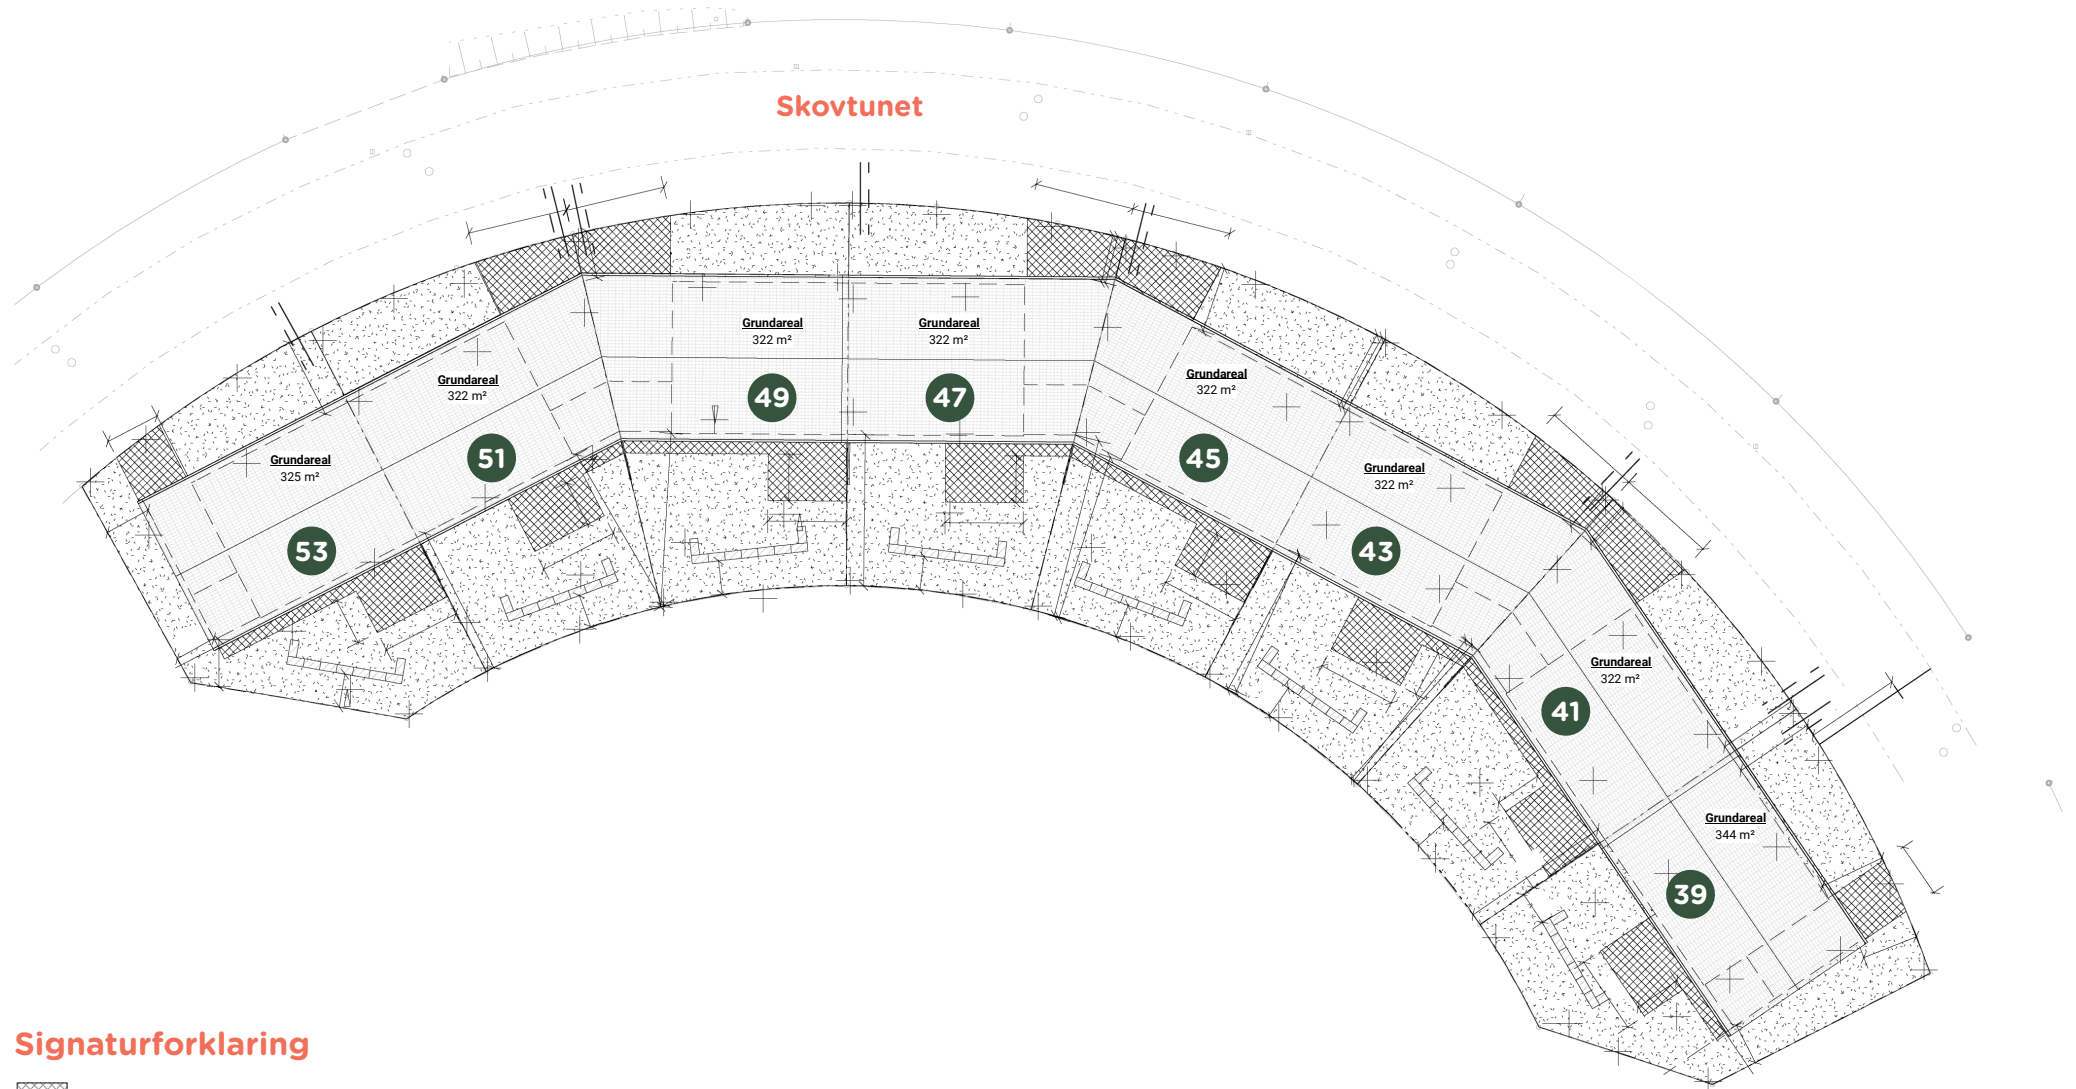 Skovtunet
Grundareal
322 m²
49
Grundareal
322 m²
47
Grundareal
322 m²
51
Grundareal
325 m²
53
Grundareal
322 m²
45
Grundareal
322 m²
43
Grundareal
322 m²
41
Grundareal
344 m²
39
Signaturforklaring